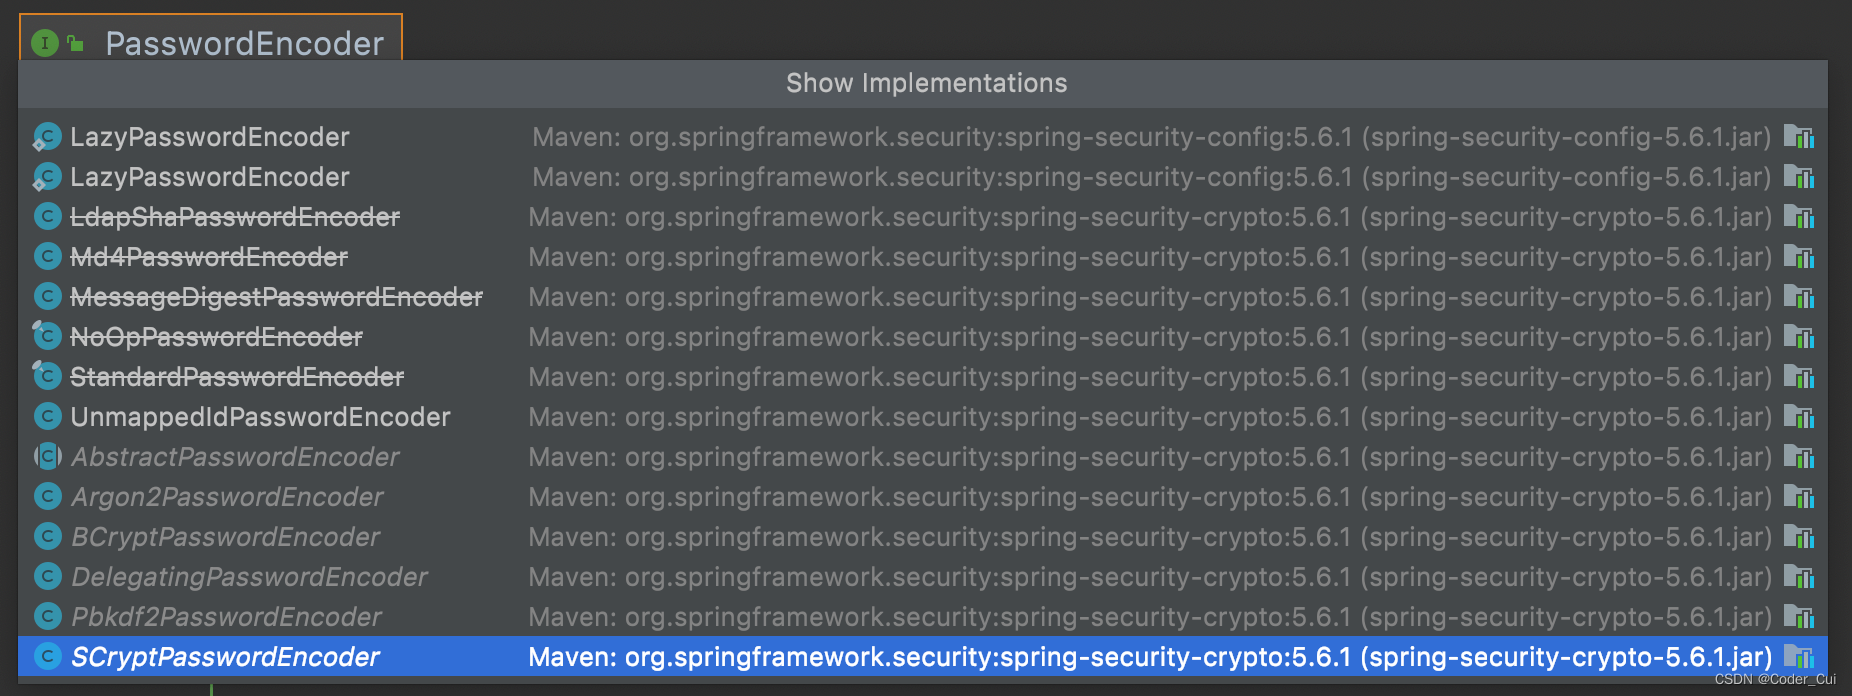 PasswordEncoder
Show Implementations
LazyPasswordEncoder Maven: org.springframework.security:spring-security-config:5.6.1 (spring-security-config-5.6.1.jar)
LazyPasswordEncoder Maven: org.springframework.security:spring-security-config:5.6.1 (spring-security-config-5.6.1.jar)
LdapShaPasswordEncoder Maven: org.springframework.security:spring-security-crypto:5.6.1 (spring-security-crypto-5.6.1.jar)
Md4PasswordEncoder Maven: org.springframework.security:spring-security-crypto:5.6.1 (spring-security-crypto-5.6.1.jar)
MessageDigestPasswordEncoder Maven: org.springframework.security:spring-security-crypto:5.6.1 (spring-security-crypto-5.6.1.jar)
NoOpPasswordEncoder Maven: org.springframework.security:spring-security-crypto:5.6.1 (spring-security-crypto-5.6.1.jar)
StandardPasswordEncoder Maven: org.springframework.security:spring-security-crypto:5.6.1 (spring-security-crypto-5.6.1.jar)
UnmappedIdPasswordEncoder Maven: org.springframework.security:spring-security-crypto:5.6.1 (spring-security-crypto-5.6.1.jar)
AbstractPasswordEncoder Maven: org.springframework.security:spring-security-crypto:5.6.1 (spring-security-crypto-5.6.1.jar)
Argon2PasswordEncoder Maven: org.springframework.security:spring-security-crypto:5.6.1 (spring-security-crypto-5.6.1.jar)
BCryptPasswordEncoder Maven: org.springframework.security:spring-security-crypto:5.6.1 (spring-security-crypto-5.6.1.jar)
DelegatingPasswordEncoder Maven: org.springframework.security:spring-security-crypto:5.6.1 (spring-security-crypto-5.6.1.jar)
Pbkdf2PasswordEncoder Maven: org.springframework.security:spring-security-crypto:5.6.1 (spring-security-crypto-5.6.1.jar)
SCryptPasswordEncoder Maven: org.springframework.security:spring-security-crypto:5.6.1 (spring-security-crypto-5.6.1.jar)
CSDN @Coder_Cui